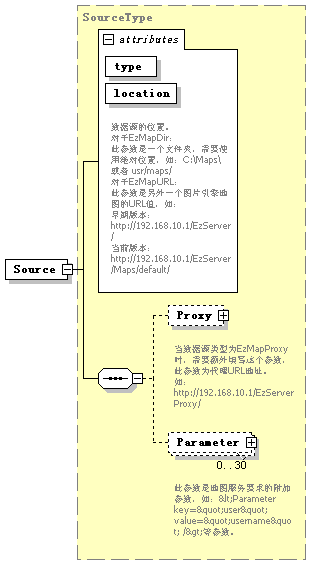 SourceType
attributes
type
location
数据源的位置。
对于EzMapDir:
此参数是一个文件夹，需要使
用绝对位置，如：C:\Maps\
或者 usr/maps/
对于EzMapURL:
此参数是另外一个图片引擎地
图的URL值，如:
早期版本:
http://192.168.10.1/EzServer
/
当前版本:
http://192.168.10.1/EzServer
/Maps/default/
Source
Proxy
当数据源类型为EzMapProxy
时，需要额外填写这个参数，
此参数为代理URL地址。
如:
http://192.168.10.1/EzServer
Proxy/
Parameter
0..30
此参数是地图服务要求的附加
参数，如：&lt;Parameter
key=&quot;user&quot;
value=&quot;username&quot
; /&gt;等参数。